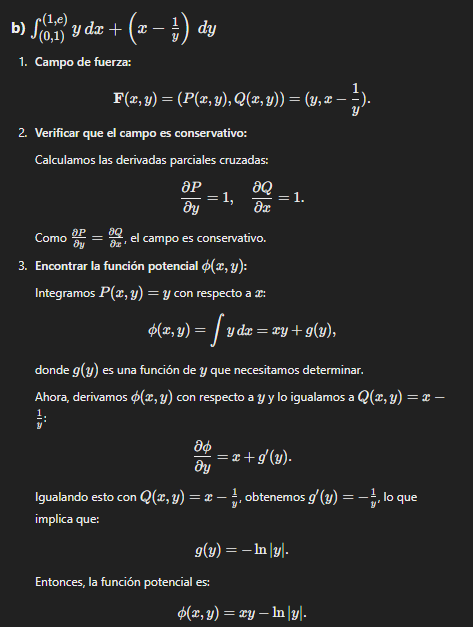 b) ∫_{(0,1)}^{(1,e)} y dx + (x − 1/y) dy
1. Campo de fuerza:
F(x, y) = (P(x, y), Q(x, y)) = (y, x − 1/y).
2. Verificar que el campo es conservativo:
Calculamos las derivadas parciales cruzadas:
∂P/∂y = 1, ∂Q/∂x = 1.
Como ∂P/∂y = ∂Q/∂x, el campo es conservativo.
3. Encontrar la función potencial ϕ(x, y):
Integramos P(x, y) = y con respecto a x:
ϕ(x, y) = ∫ y dx = xy + g(y),
donde g(y) es una función de y que necesitamos determinar.
Ahora, derivamos ϕ(x, y) con respecto a y y lo igualamos a Q(x, y) = x −
1/y:
∂ϕ/∂y = x + g′(y).
Igualando esto con Q(x, y) = x − 1/y, obtenemos g′(y) = −1/y, lo que
implica que:
g(y) = − ln |y|.
Entonces, la función potencial es:
ϕ(x, y) = xy − ln |y|.